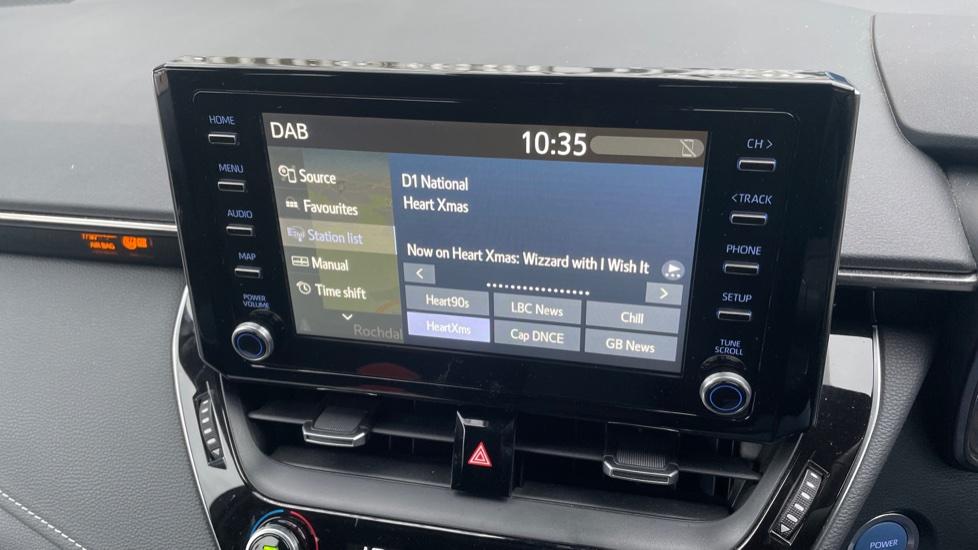 HOME
MENU
AUDIO
MAP
POWER
VOLUME
DAB
10:35
Source
Favourites
Station list
Manual
Time shift
Rochdal
D1 National
Heart Xmas
Now on Heart Xmas: Wizzard with I Wish It
Heart90s
LBC News
Chill
HeartXms
Cap DNCE
GB News
CH >
< TRACK
PHONE
SETUP
TUNE
SCROLL
AIR BAG
POWER